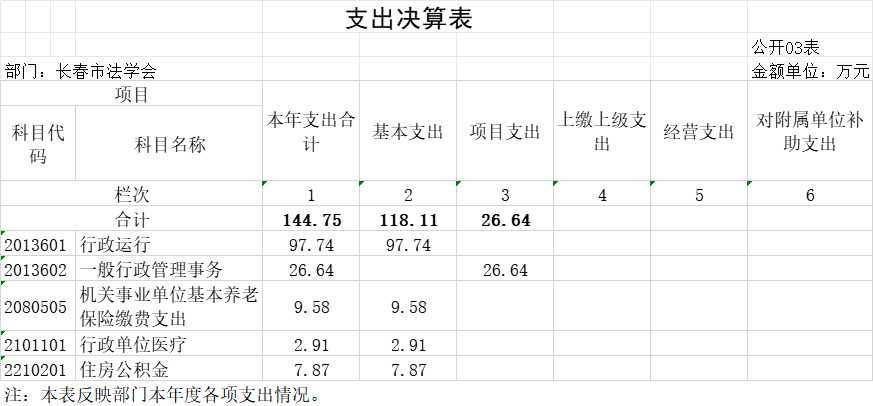 支出决算表
公开03表
部门：长春市法学会 金额单位：万元
项目 本年支出合计 基本支出 项目支出 上缴上级支出 经营支出 对附属单位补助支出
科目代码 科目名称
栏次 1 2 3 4 5 6
合计 144.75 118.11 26.64
2013601 行政运行 97.74 97.74
2013602 一般行政管理事务 26.64 26.64
2080505 机关事业单位基本养老保险缴费支出 9.58 9.58
2101101 行政单位医疗 2.91 2.91
2210201 住房公积金 7.87 7.87
注：本表反映部门本年度各项支出情况。